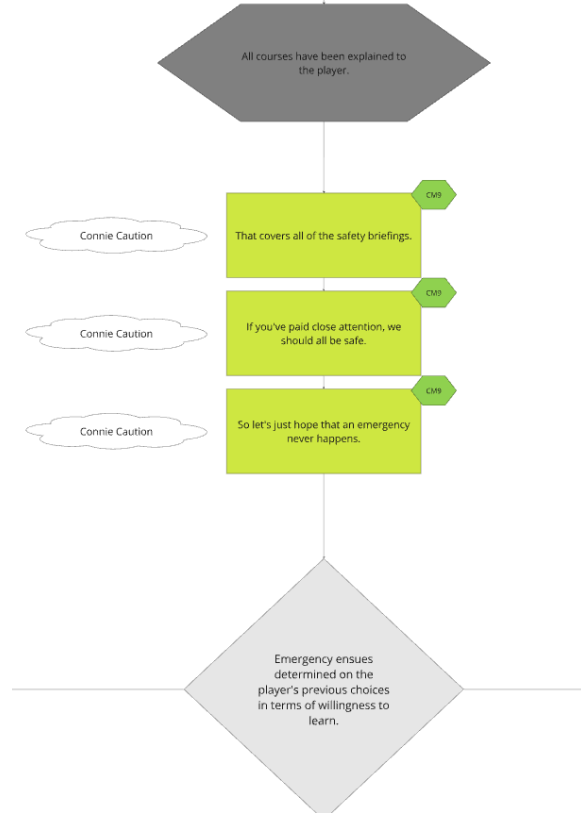 All courses have been explained to
the player.
CM9
Connie Caution
That covers all of the safety briefings.
CM9
Connie Caution
If you've paid close attention, we
should all be safe.
CM9
Connie Caution
So let's just hope that an emergency
never happens.
Emergency ensues
determined on the
player's previous choices
in terms of willingness to
learn.